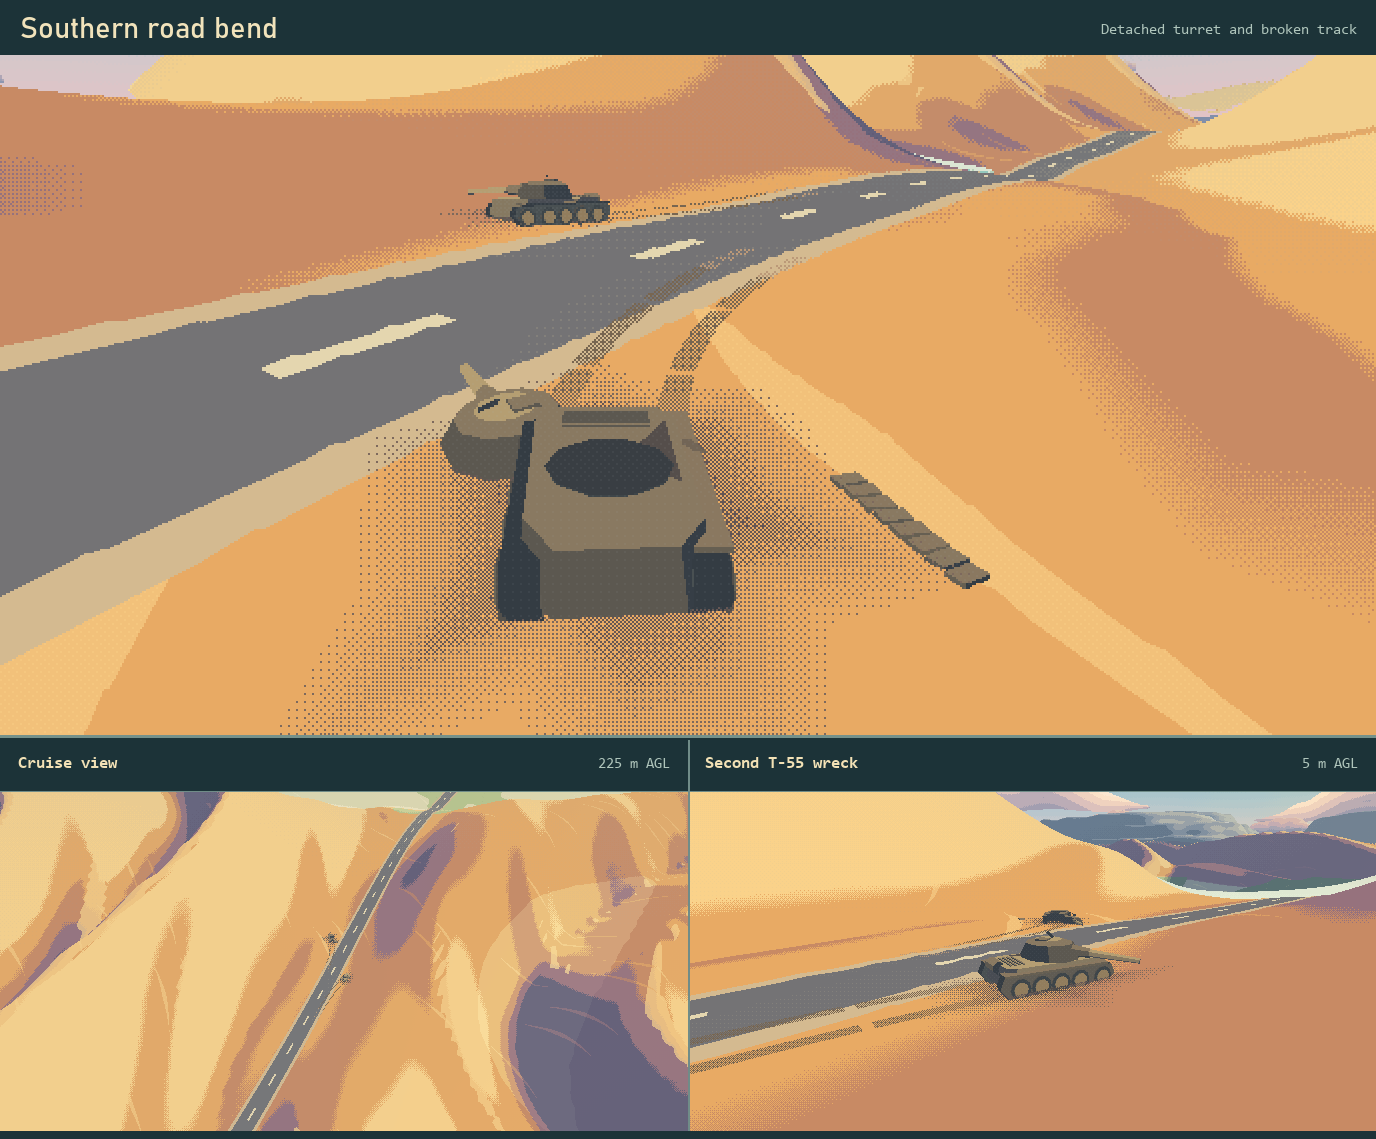 Southern road bend
Detached turret and broken track
Cruise view
225 m AGL
Second T-55 wreck
5 m AGL